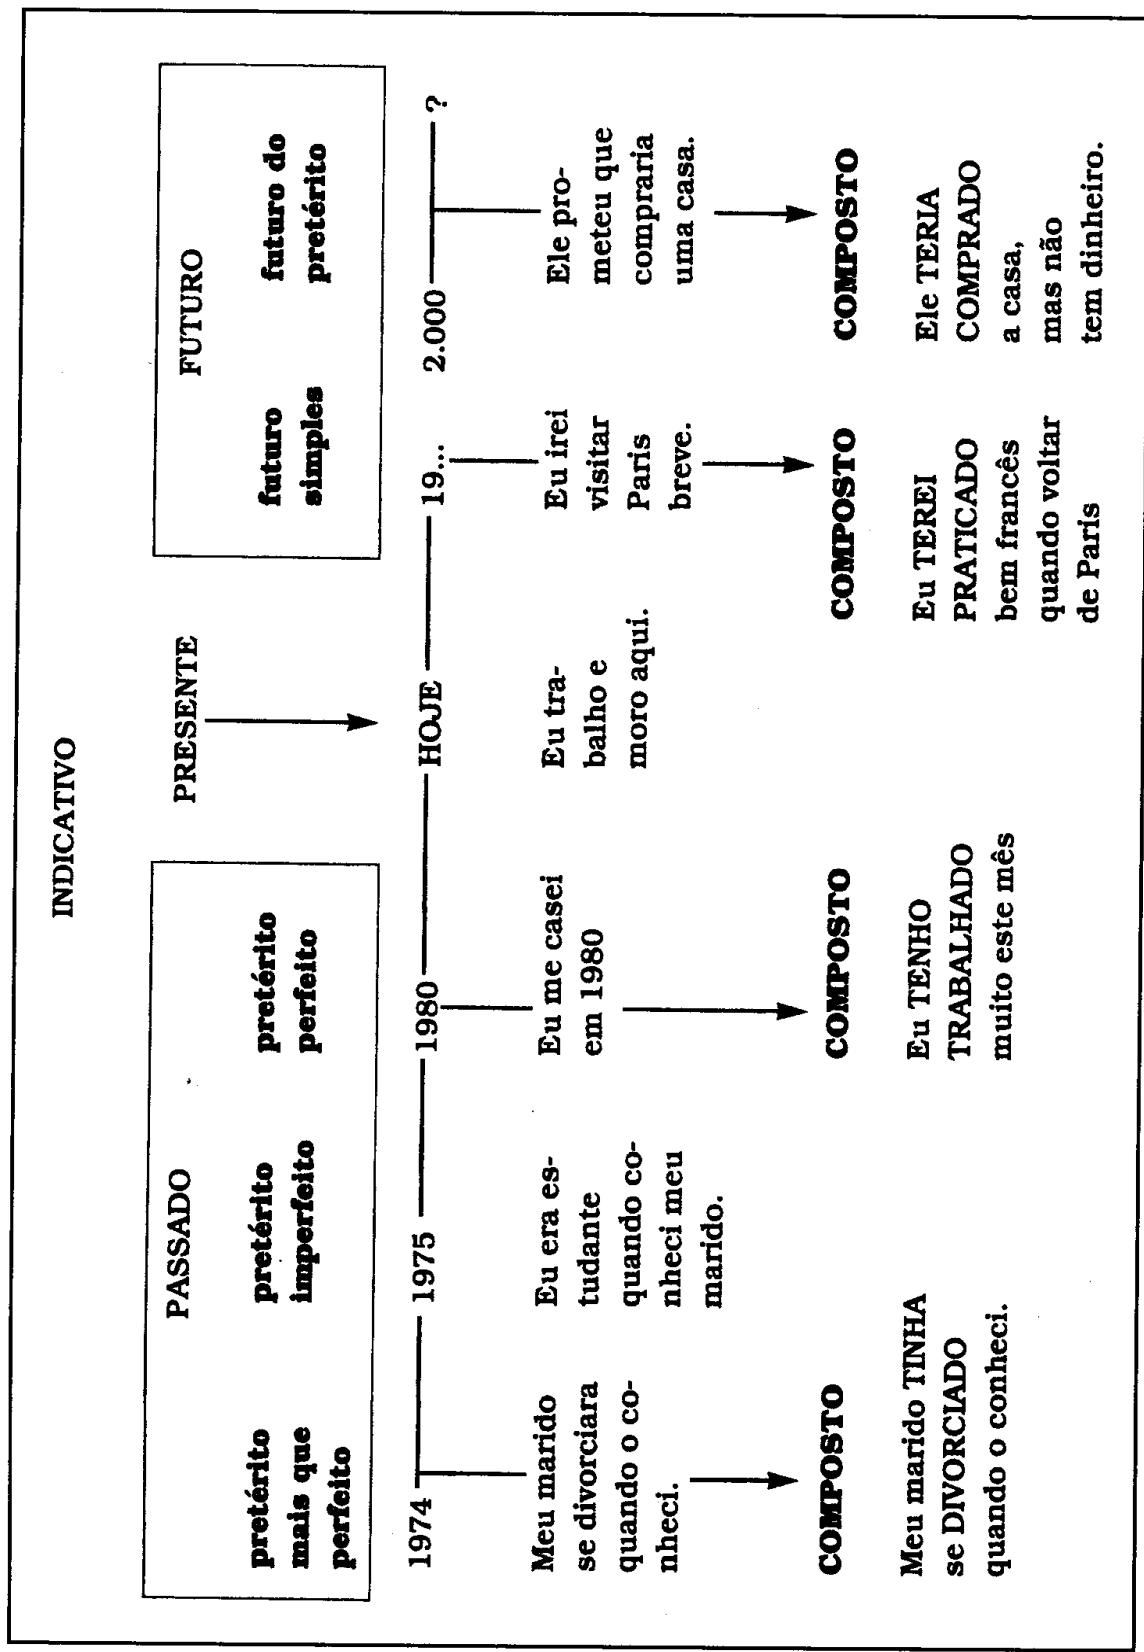 INDICATIVO
PASSADO
pretérito
mais que
perfeito
pretérito
imperfeito
pretérito
perfeito
PRESENTE
FUTURO
futuro
simples
futuro do
pretérito
1974 1975 1980 HOJE 19... 2.000 ?
Meu marido
se divorciara
quando o co-
nheci.
Eu era es-
tudante
quando co-
nheci meu
marido.
Eu me casei
em 1980
Eu tra-
balho e
moro aqui.
Eu irei
visitar
Paris
breve.
Ele pro-
meteu que
compraria
uma casa.
COMPOSTO
Meu marido TINHA
se DIVORCIADO
quando o conheci.
COMPOSTO
Eu TENHO
TRABALHADO
muito este mês
COMPOSTO
Eu TEREI
PRATICADO
bem francês
quando voltar
de Paris
COMPOSTO
Ele TERIA
COMPRADO
a casa,
mas não
tem dinheiro.